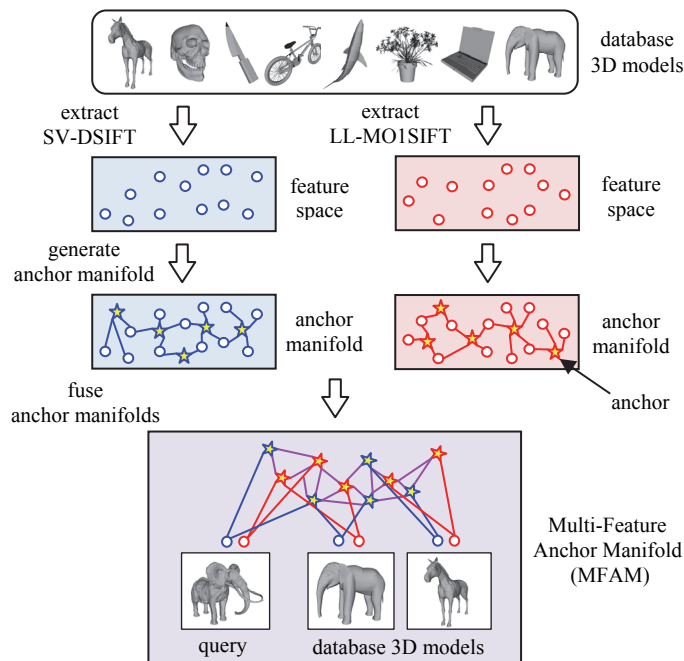 database
3D models
extract
SV-DSIFT
extract
LL-MO1SIFT
feature
space
feature
space
generate
anchor manifold
anchor
manifold
anchor
manifold
fuse
anchor manifolds
anchor
Multi-Feature
Anchor Manifold
(MFAM)
query
database 3D models